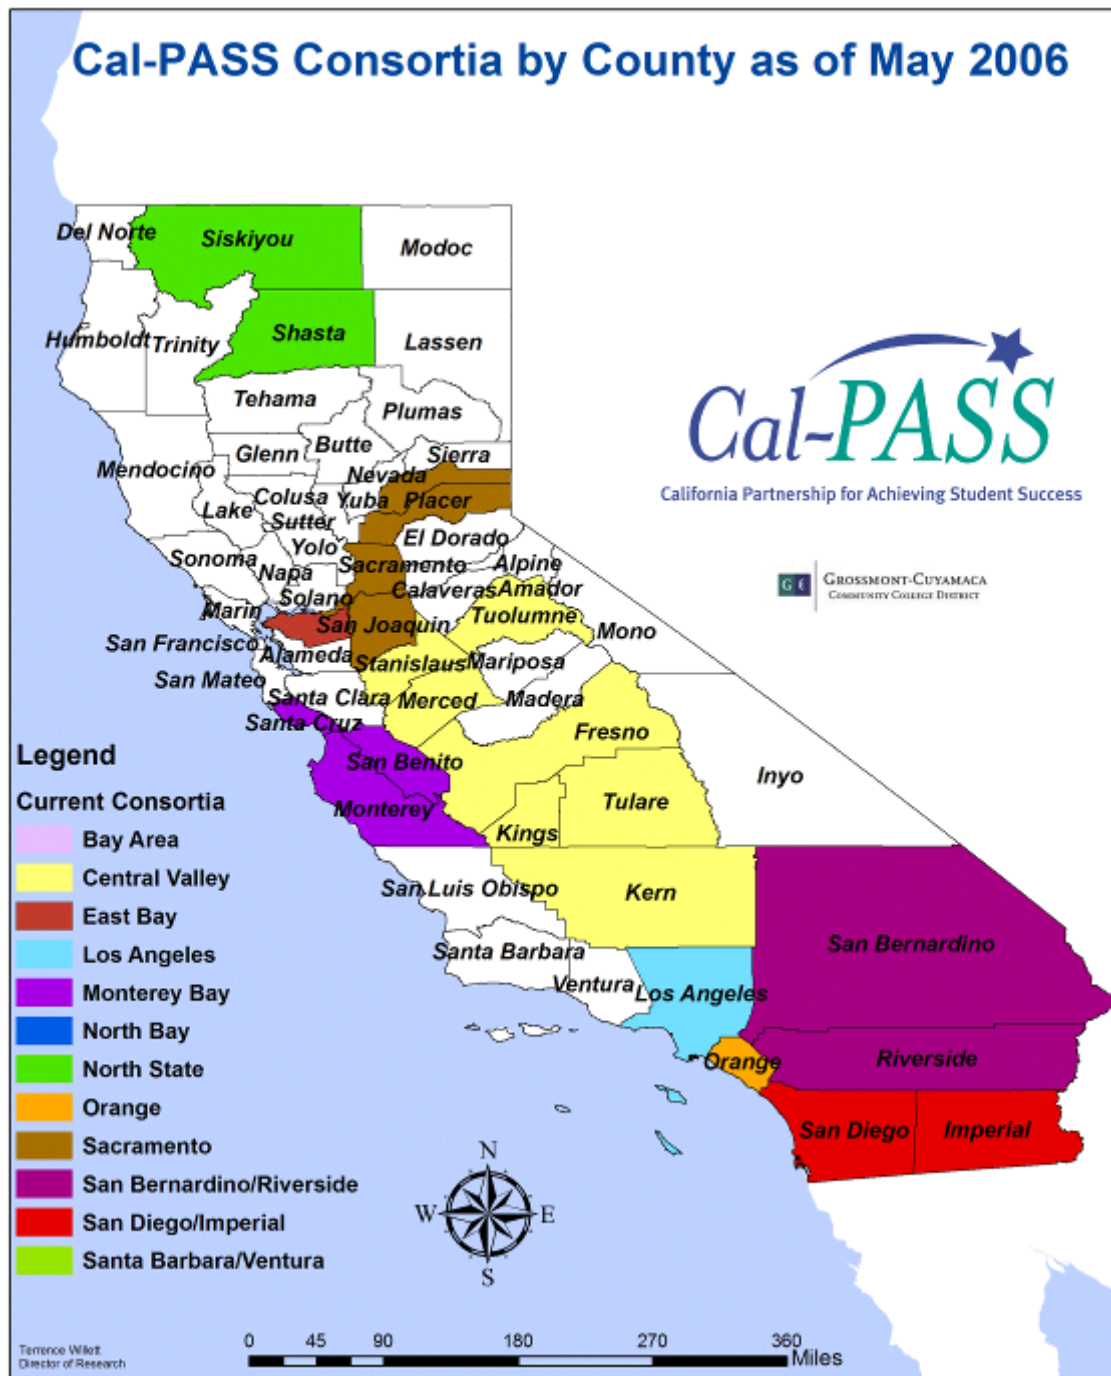 Cal-PASS Consortia by County as of May 2006
Del Norte
Siskiyou
Modoc
Humboldt
Trinity
Shasta
Lassen
Tehama
Plumas
Glenn
Butte
Sierra
Mendocino
Nevada
Colusa
Yuba
Placer
Lake
Sutter
Yolo
El Dorado
Sonoma
Napa
Sacramento
Alpine
Solano
Calaveras
Amador
Marin
San Joaquin
Tuolumne
Mono
San Francisco
Alameda
Stanislaus
Mariposa
San Mateo
Santa Clara
Merced
Madera
Santa Cruz
Fresno
San Benito
Inyo
Monterey
Kings
Tulare
San Luis Obispo
Kern
Santa Barbara
San Bernardino
Ventura
Los Angeles
Orange
Riverside
San Diego
Imperial
Cal-PASS
California Partnership for Achieving Student Success
G C
GROSSMONT-CUYAMACA
COMMUNITY COLLEGE DISTRICT
Legend
Current Consortia
Bay Area
Central Valley
East Bay
Los Angeles
Monterey Bay
North Bay
North State
Orange
Sacramento
San Bernardino/Riverside
San Diego/Imperial
Santa Barbara/Ventura
N
W E
S
0 45 90 180 270 360
Miles
Terrence Willett
Director of Research